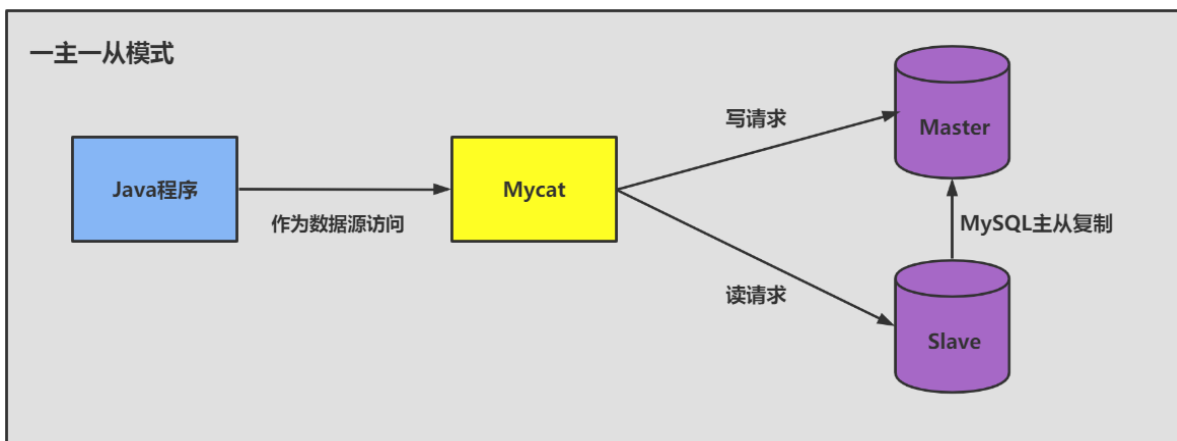 一主一从模式
写请求
Master
Java程序
Mycat
作为数据源访问
MySQL主从复制
读请求
Slave